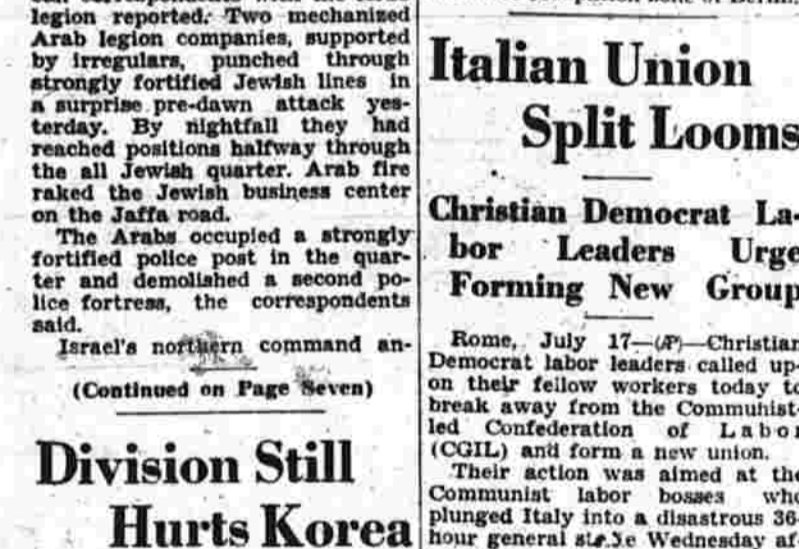 legion reported. Two mechanized
Arab legion companies, supported
by irregulars, punched through
strongly fortified Jewish lines in
a surprise pre-dawn attack yes-
terday. By nightfall they had
reached positions halfway through
the all Jewish quarter. Arab fire
raked the Jewish business center
on the Jaffa road.
The Arabs occupied a strongly
fortified police post in the quar-
ter and demolished a second po-
lice fortress, the correspondents
said.
Israel's northern command an-
(Continued on Page Seven)
Division Still
Hurts Korea
Italian Union
Split Looms
Christian Democrat La-
bor Leaders Urge
Forming New Group
Rome, July 17—(AP)—Christian
Democrat labor leaders called up-
on their fellow workers today to
break away from the Communist-
led Confederation of Labor
(CGIL) and form a new union.
Their action was aimed at the
Communist labor bosses who
plunged Italy into a disastrous 36-
hour general Wednesday af-